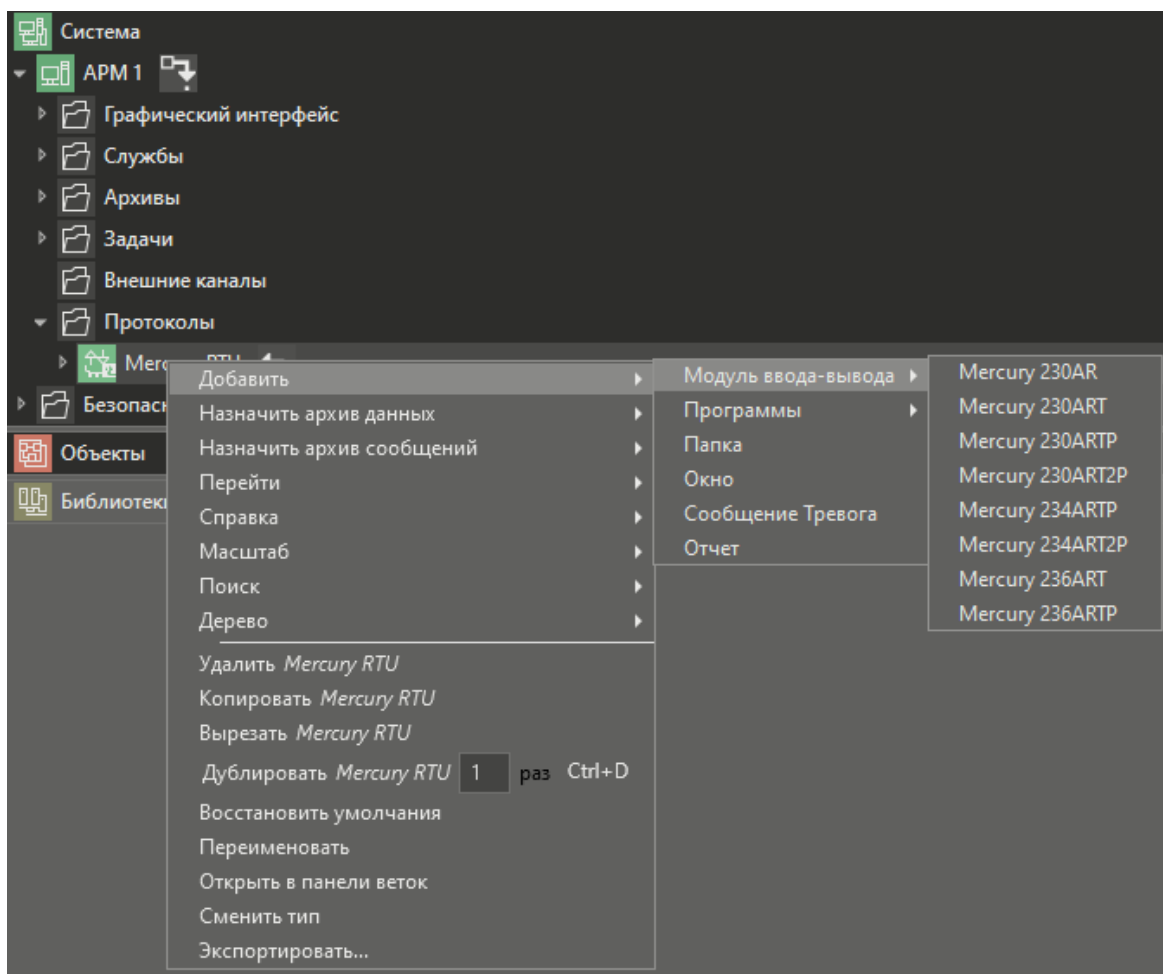 Система
АРМ 1
Графический интерфейс
Службы
Архивы
Задачи
Внешние каналы
Протоколы
Безопасн
Объекты
Библиотеки
Добавить
Назначить архив данных
Назначить архив сообщений
Перейти
Справка
Масштаб
Поиск
Дерево
Удалить Mercury RTU
Копировать Mercury RTU
Вырезать Mercury RTU
Дублировать Mercury RTU 1 раз Ctrl+D
Восстановить умолчания
Переименовать
Открыть в панели веток
Сменить тип
Экспортировать...
Модуль ввода-вывода
Программы
Папка
Окно
Сообщение Тревога
Отчет
Mercury 230AR
Mercury 230ART
Mercury 230ARTP
Mercury 230ART2P
Mercury 234ARTP
Mercury 234ART2P
Mercury 236ART
Mercury 236ARTP